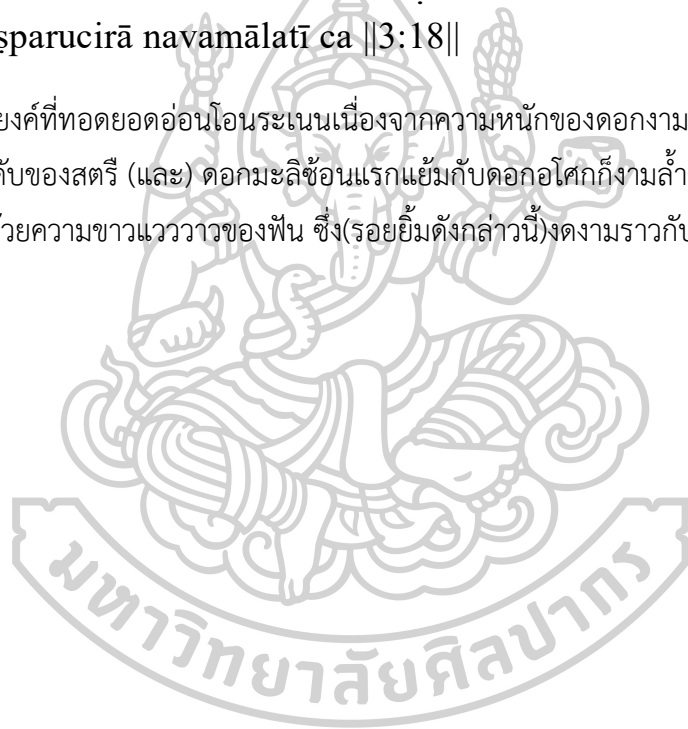 ṣparucirā navamālatī ca ||3:18||
ยงค์ที่ทอดยอดอ่อนโอนระเนนเนื่องจากความหนักของดอกงาม
ดับของสตรี (และ) ดอกมะลิซ้อนแรกแย้มกับดอกอโศกก็งามล้ำ
ด้วยความขาวแวววาวของฟัน ซึ่ง(รอยยิ้มดังกล่าวนี้)งดงามราวกับ
มหาวิทยาลัยศิลปากร